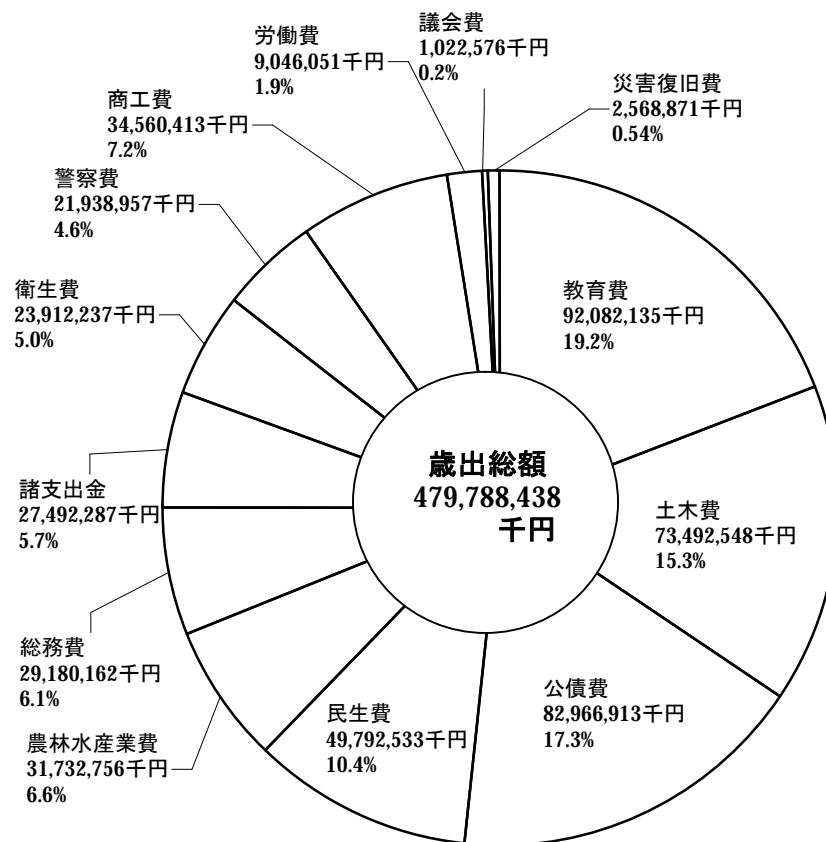 労働費
9,046,051千円
1.9%
議会費
1,022,576千円
0.2%
災害復旧費
2,568,871千円
0.54%
商工費
34,560,413千円
7.2%
警察費
21,938,957千円
4.6%
衛生費
23,912,237千円
5.0%
教育費
92,082,135千円
19.2%
歳出総額
479,788,438
千円
諸支出金
27,492,287千円
5.7%
土木費
73,492,548千円
15.3%
総務費
29,180,162千円
6.1%
公債費
82,966,913千円
17.3%
民生費
49,792,533千円
10.4%
農林水産業費
31,732,756千円
6.6%